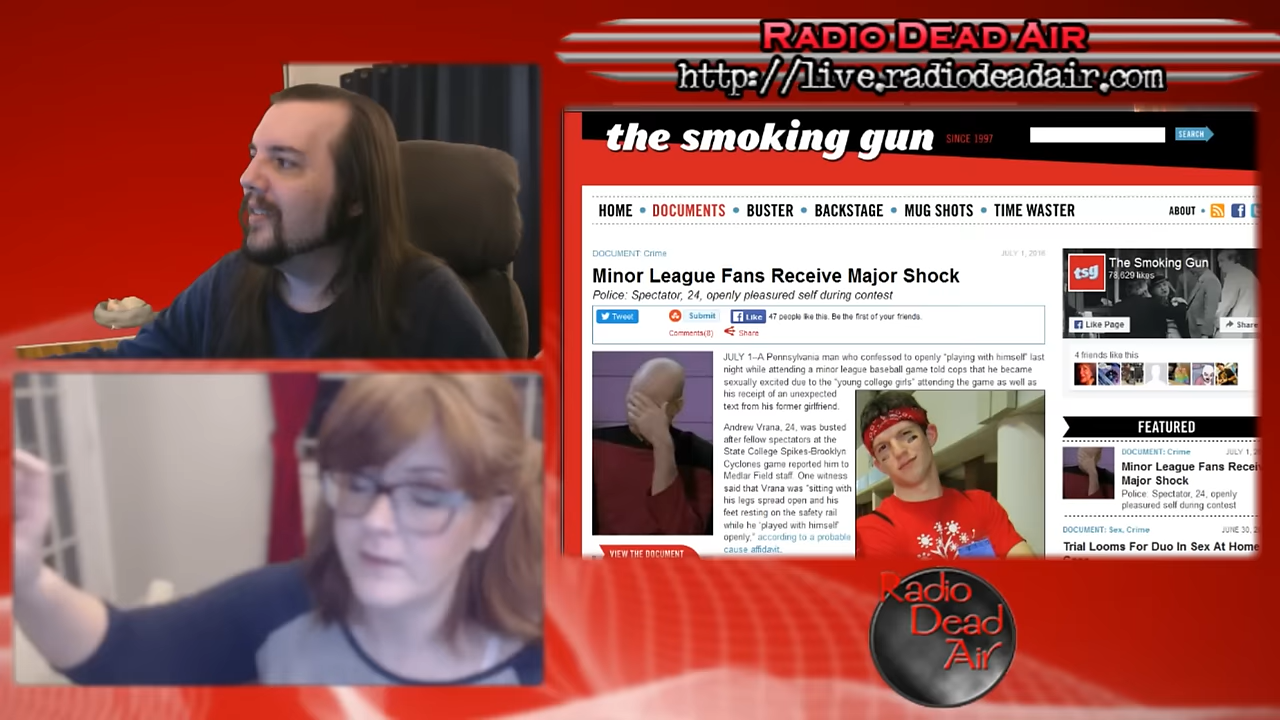 Radio Dead Air
http://live.radiodeadair.com
the smoking gun SINCE 1997 SEARCH
HOME • DOCUMENTS • BUSTER • BACKSTAGE • MUG SHOTS • TIME WASTER ABOUT •
DOCUMENT: Crime JULY 1, 2016
Minor League Fans Receive Major Shock
Police: Spectator, 24, openly pleasured self during contest
Tweet Submit Like 47 people like this. Be the first of your friends.
Comments(8) Share
JULY 1--A Pennsylvania man who confessed to openly "playing with himself" last
night while attending a minor league baseball game told cops that he became
sexually excited due to the "young college girls" attending the game as well as
his receipt of an unexpected
text from his former girlfriend.
Andrew Vrana, 24, was busted
after fellow spectators at the
State College Spikes-Brooklyn
Cyclones game reported him to
Medlar Field staff. One witness
said that Vrana was "sitting with
his legs spread open and his
feet resting on the safety rail
while he 'played with himself
openly," according to a probable
cause affidavit.
VIEW THE DOCUMENT
tsg
The Smoking Gun
78,629 likes
Like Page Share
4 friends like this
FEATURED
DOCUMENT: Crime JULY 1, 2
Minor League Fans Recei
Major Shock
Police: Spectator, 24, openly
pleasured self during contest
DOCUMENT: Sex, Crime JUNE 30, 2
Trial Looms For Duo In Sex At Home
Radio
Dead
Air